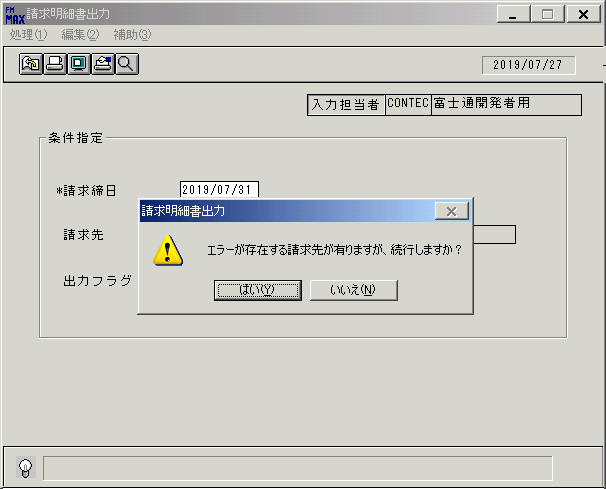 FM MAX 請求明細書出力
処理(1) 編集(2) 補助(3)
2019/07/27
入力担当者 CONTEC 富士通開発者用
条件指定
*請求締日 2019/07/31
請求明細書出力
請求先
エラーが存在する請求先が有りますが、続行しますか?
出力フラグ
はい(Y) いいえ(N)